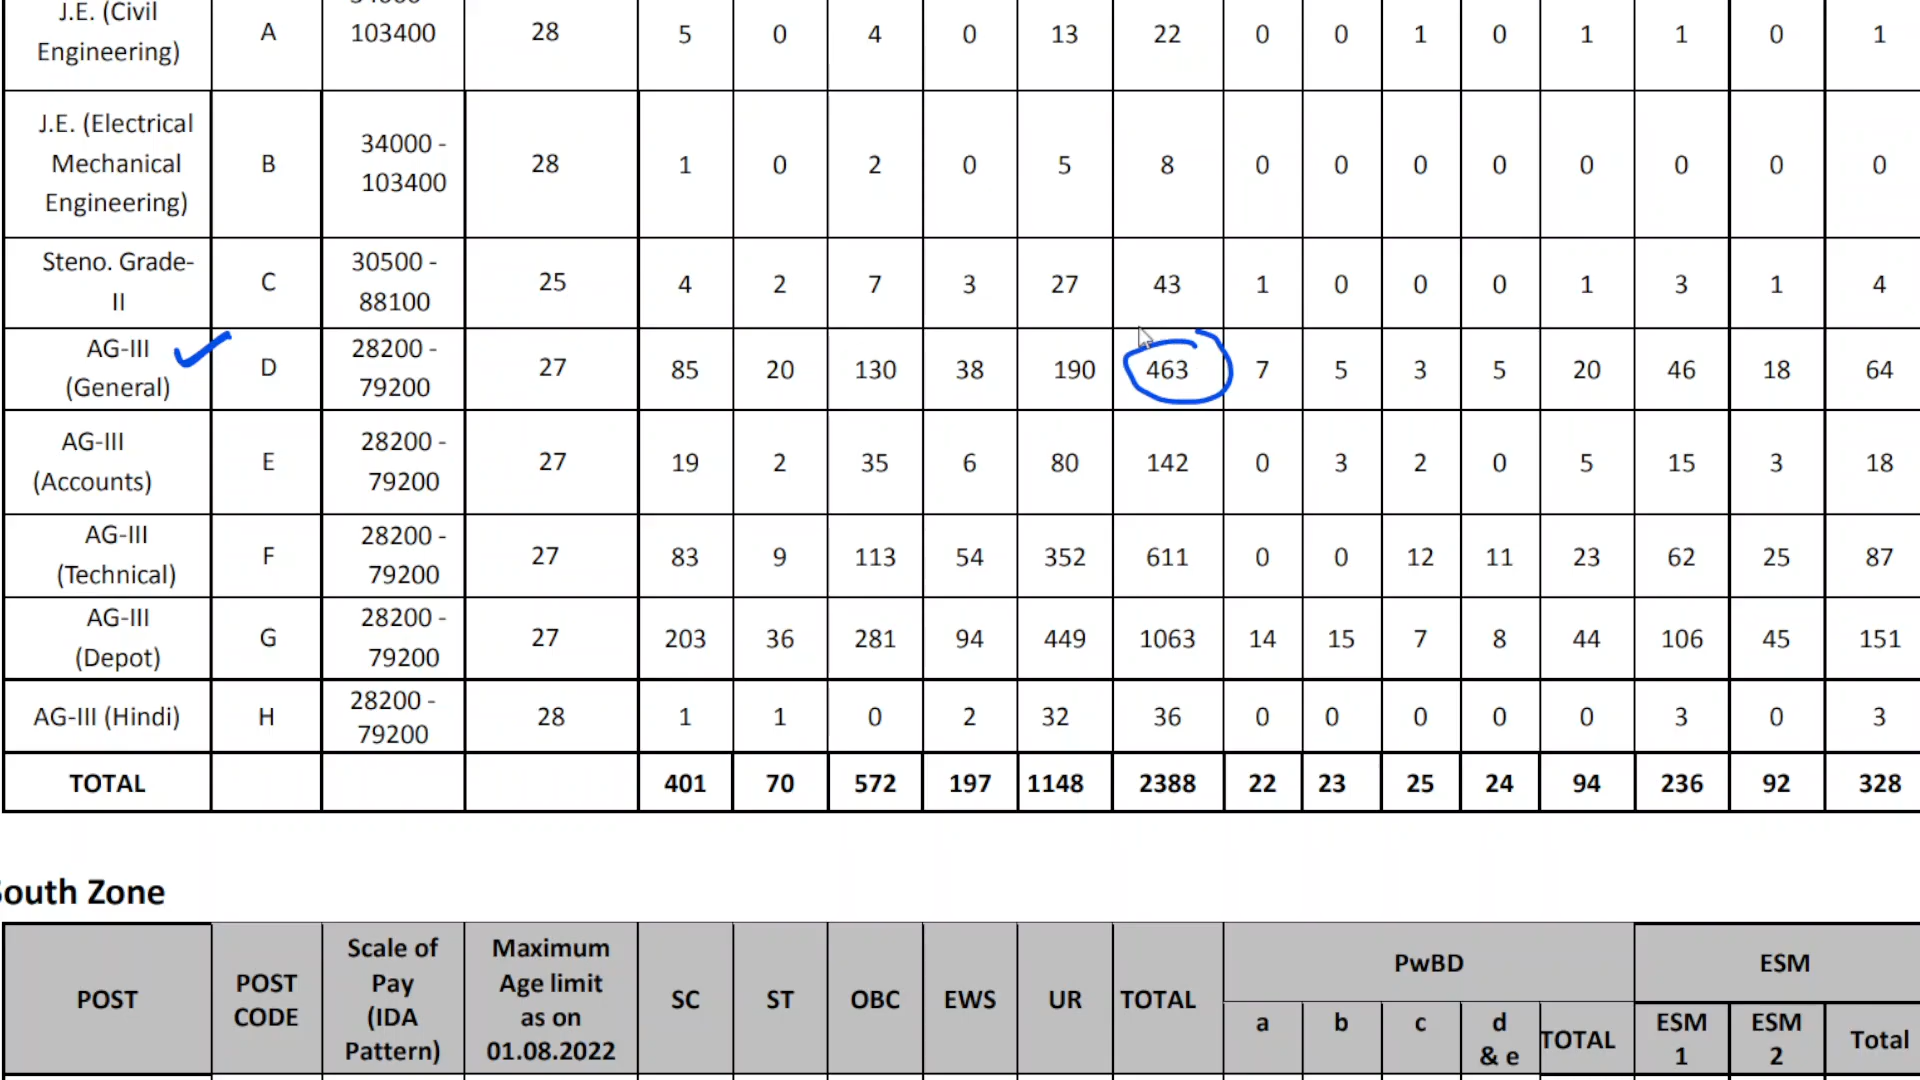 J.E. (Civil Engineering) A 103400 28 5 0 4 0 13 22 0 0 1 0 1 1 0 1
J.E. (Electrical Mechanical Engineering) B 34000 - 103400 28 1 0 2 0 5 8 0 0 0 0 0 0 0 0
Steno. Grade-II C 30500 - 88100 25 4 2 7 3 27 43 1 0 0 0 1 3 1 4
AG-III (General) D 28200 - 79200 27 85 20 130 38 190 463 7 5 3 5 20 46 18 64
AG-III (Accounts) E 28200 - 79200 27 19 2 35 6 80 142 0 3 2 0 5 15 3 18
AG-III (Technical) F 28200 - 79200 27 83 9 113 54 352 611 0 0 12 11 23 62 25 87
AG-III (Depot) G 28200 - 79200 27 203 36 281 94 449 1063 14 15 7 8 44 106 45 151
AG-III (Hindi) H 28200 - 79200 28 1 1 0 2 32 36 0 0 0 0 0 3 0 3
TOTAL 401 70 572 197 1148 2388 22 23 25 24 94 236 92 328
South Zone
POST POST CODE Scale of Pay (IDA Pattern) Maximum Age limit as on 01.08.2022 SC ST OBC EWS UR TOTAL PwBD ESM
a b c d & e TOTAL ESM 1 ESM 2 Total